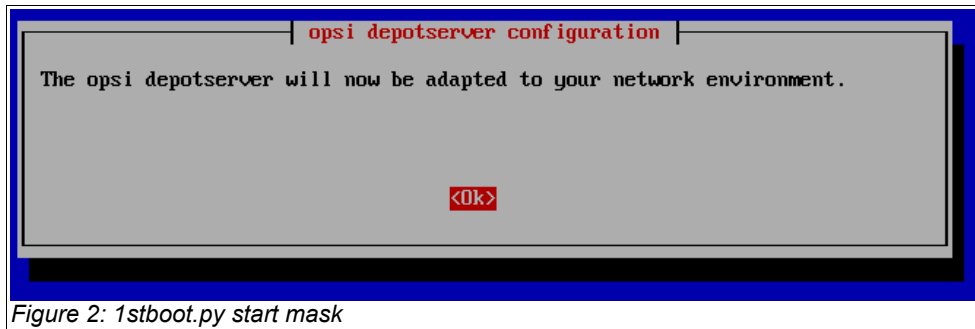 opsi depotserver configuration
The opsi depotserver will now be adapted to your network environment.
<Ok>
Figure 2: 1stboot.py start mask